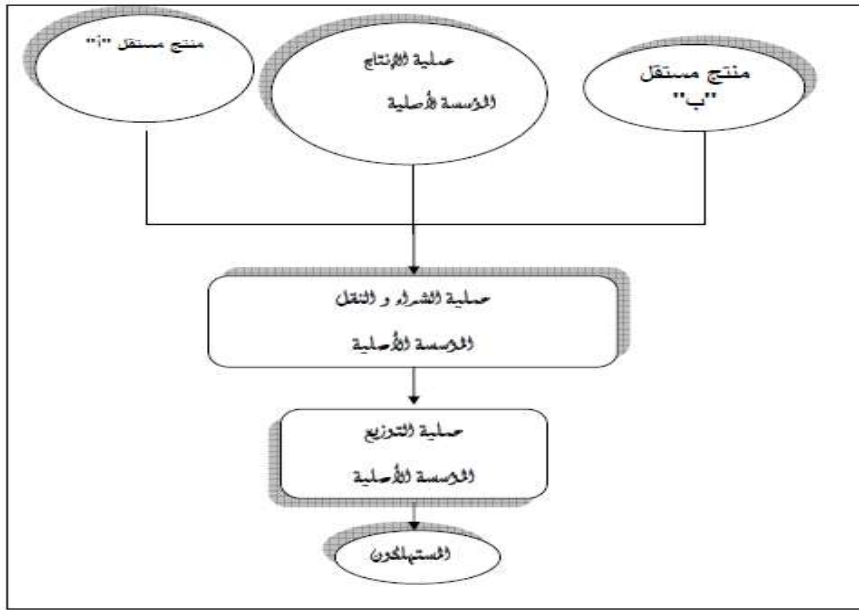 منتج مستقل "أ"
عملية الإنتاج
المؤسسة الأصلية
منتج مستقل
"ب"
عملية الشراء و النقل
المؤسسة الأصلية
عملية التوزيع
المؤسسة الأصلية
المستهلكون